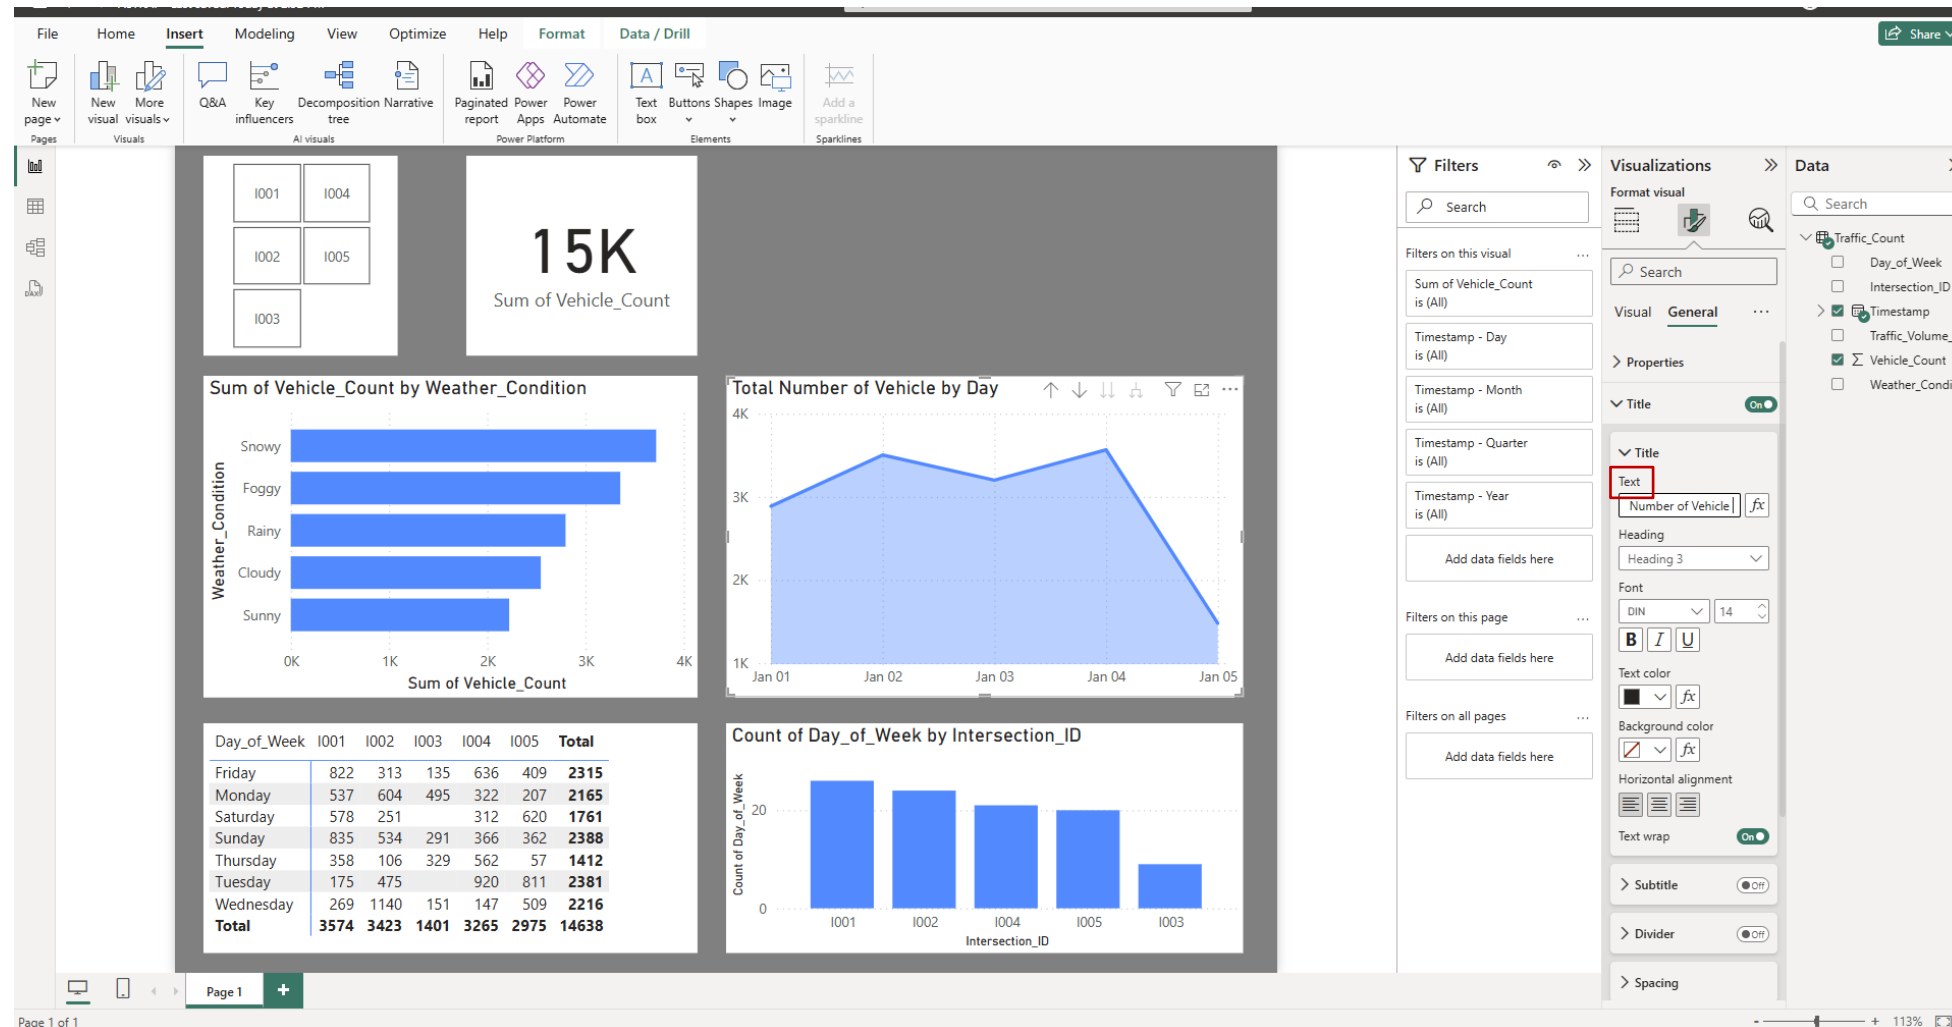 File Home Insert Modeling View Optimize Help Format Data / Drill Share
New page New visual More visuals Q&A Key influencers Decomposition tree Narrative Paginated report Power Apps Power Automate Text box Buttons Shapes Image Add a sparkline
Pages Visuals AI visuals Power Platform Elements Sparklines
I001 I004
I002 I005
I003
15K
Sum of Vehicle_Count
Sum of Vehicle_Count by Weather_Condition
Weather_Condition
Snowy
Foggy
Rainy
Cloudy
Sunny
0K 1K 2K 3K 4K
Sum of Vehicle_Count
Total Number of Vehicle by Day
4K
3K
2K
1K
Jan 01 Jan 02 Jan 03 Jan 04 Jan 05
Day_of_Week I001 I002 I003 I004 I005 Total
Friday 822 313 135 636 409 2315
Monday 537 604 495 322 207 2165
Saturday 578 251 312 620 1761
Sunday 835 534 291 366 362 2388
Thursday 358 106 329 562 57 1412
Tuesday 175 475 920 811 2381
Wednesday 269 1140 151 147 509 2216
Total 3574 3423 1401 3265 2975 14638
Count of Day_of_Week by Intersection_ID
Count of Day_of_Week
20
0
I001 I002 I004 I005 I003
Intersection_ID
Filters
Search
Filters on this visual ...
Sum of Vehicle_Count
is (All)
Timestamp - Day
is (All)
Timestamp - Month
is (All)
Timestamp - Quarter
is (All)
Timestamp - Year
is (All)
Add data fields here
Filters on this page ...
Add data fields here
Filters on all pages ...
Add data fields here
Visualizations
Format visual
Search
Visual General ...
Properties
Title On
Title
Text
Number of Vehicle fx
Heading
Heading 3
Font
DIN 14
B I U
Text color
fx
Background color
fx
Horizontal alignment
Text wrap On
Subtitle Off
Divider Off
Spacing
Data
Search
Traffic_Count
Day_of_Week
Intersection_ID
Timestamp
Traffic_Volume_
Vehicle_Count
Weather_Condi
Page 1 +
Page 1 of 1
- + 113%